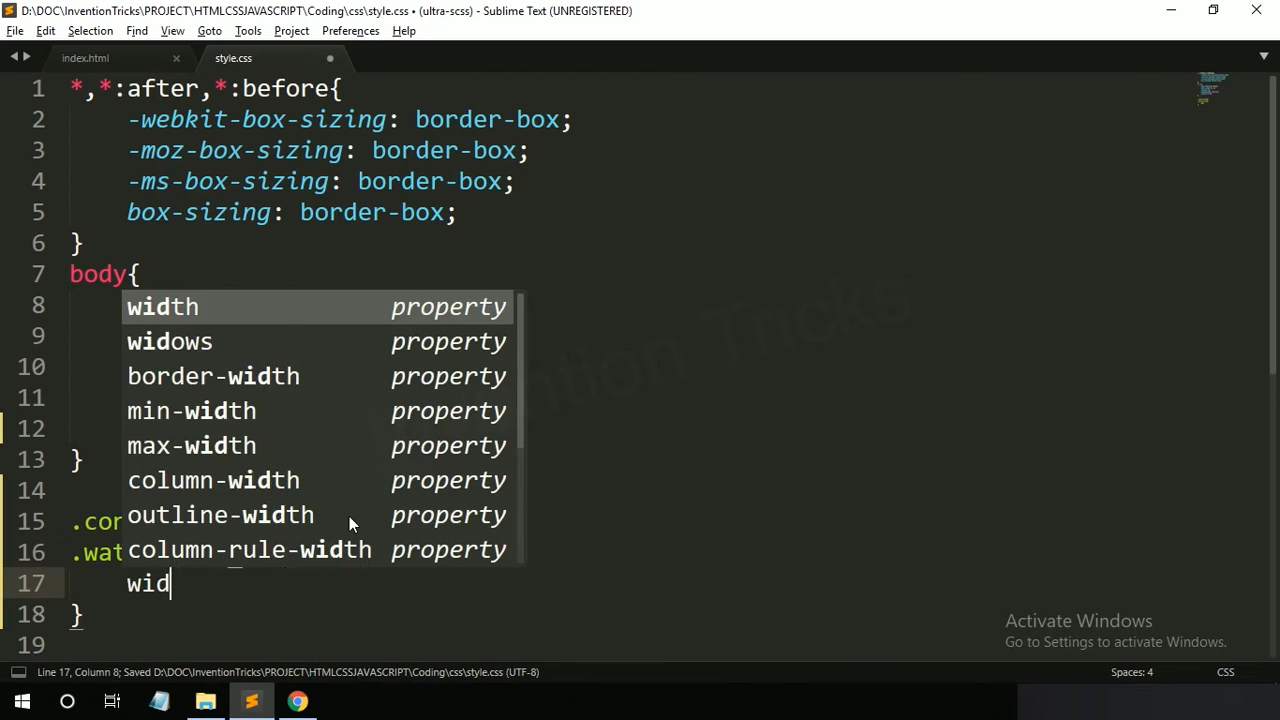 D:\DOC\InventionTricks\PROJECT\HTMLCSSJAVASCRIPT\Coding\css\style.css • (ultra-scss) - Sublime Text (UNREGISTERED)
File Edit Selection Find View Goto Tools Project Preferences Help
index.html style.css
1 *,*:after,*:before{
2 -webkit-box-sizing: border-box;
3 -moz-box-sizing: border-box;
4 -ms-box-sizing: border-box;
5 box-sizing: border-box;
6 }
7 body{
8 width property
9 widows property
10 border-width property
11 min-width property
12 max-width property
13 }
column-width property
14
15 .con outline-width property
16 .wat column-rule-width property
17 wid
18 }
19
Invention Tricks
Activate Windows
Go to Settings to activate Windows.
Line 17, Column 8; Saved D:\DOC\InventionTricks\PROJECT\HTMLCSSJAVASCRIPT\Coding\css\style.css (UTF-8) Spaces: 4 CSS